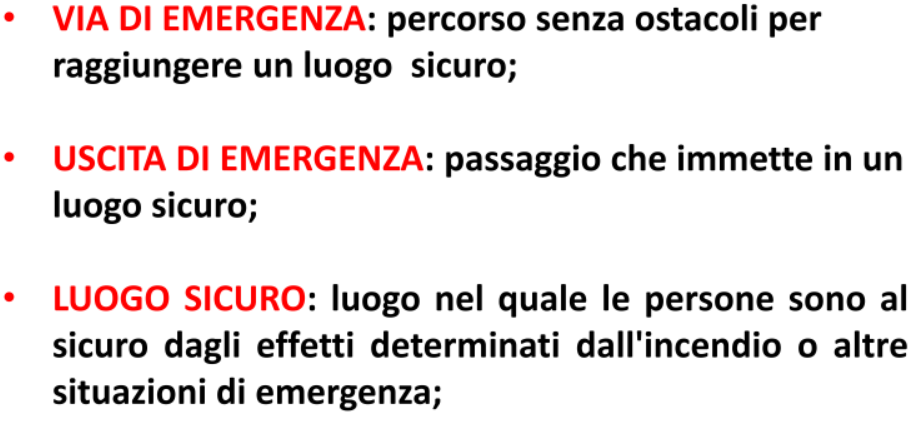 • VIA DI EMERGENZA: percorso senza ostacoli per
raggiungere un luogo sicuro;
• USCITA DI EMERGENZA: passaggio che immette in un
luogo sicuro;
• LUOGO SICURO: luogo nel quale le persone sono al
sicuro dagli effetti determinati dall'incendio o altre
situazioni di emergenza;